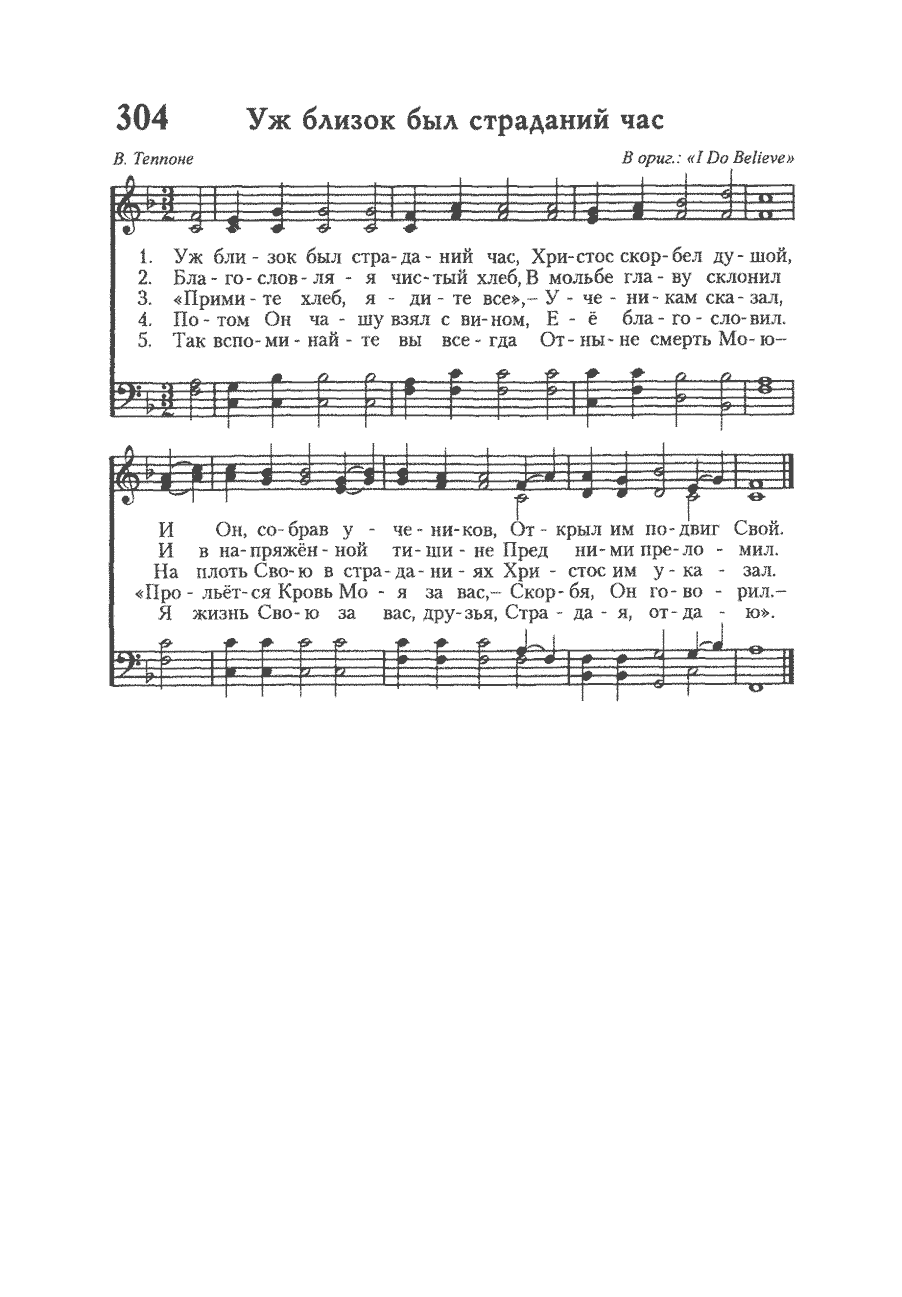 304 Уж близок был страданий час
В. Теппоне В ориг.: «I Do Believe»
1. Уж бли - зок был стра - да - ний час, Хри - стос скор - бел ду - шой,
2. Бла - го - слов - ля - я чис - тый хлеб, В мольбе гла - ву склонил
3. «Прими - те хлеб, я - ди - те все»,– У - че - ни - кам ска - зал,
4. По - том Он ча - шу взял с ви - ном, Е - ё бла - го - сло - вил.
5. Так вспо - ми - най - те вы все - гда От - ны - не смерть Мо - ю–
И Он, со - брав у - че - ни - ков, От - крыл им по - двиг Свой.
И в на - пряжён - ной ти - ши - не Пред ни - ми пре - ло - мил.
На плоть Сво - ю в стра - да - ни - ях Хри - стос им у - ка - зал.
«Про - льёт - ся Кровь Мо - я за вас,– Скор - бя, Он го - во - рил.–
Я жизнь Сво - ю за вас, дру - зья, Стра - да - я, от - да - ю».